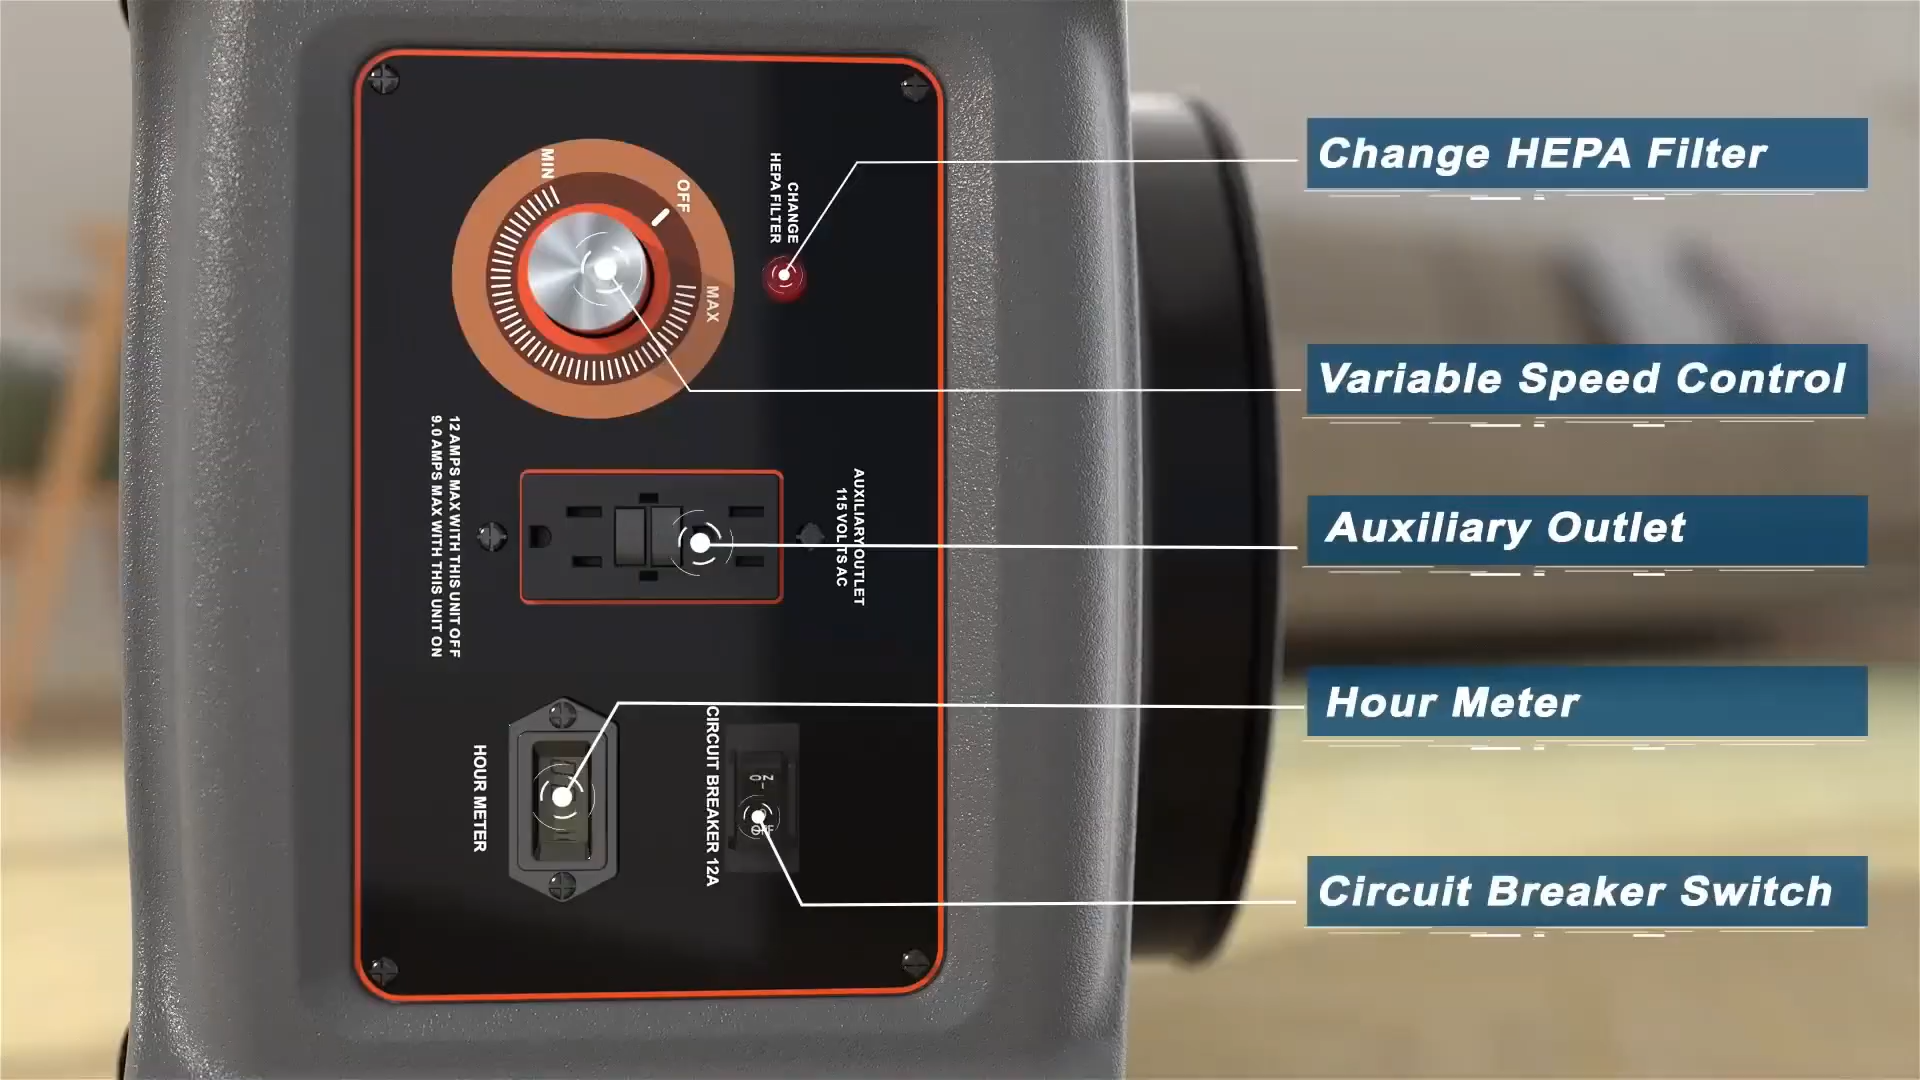 Change HEPA Filter
Variable Speed Control
Auxiliary Outlet
Hour Meter
Circuit Breaker Switch
MIN
OFF
MAX
CHANGE
HEPA FILTER
12 AMPS MAX WITH THIS UNIT OFF
9.0 AMPS MAX WITH THIS UNIT ON
AUXILIARY OUTLET
115 VOLTS AC
HOUR METER
CIRCUIT BREAKER 12A